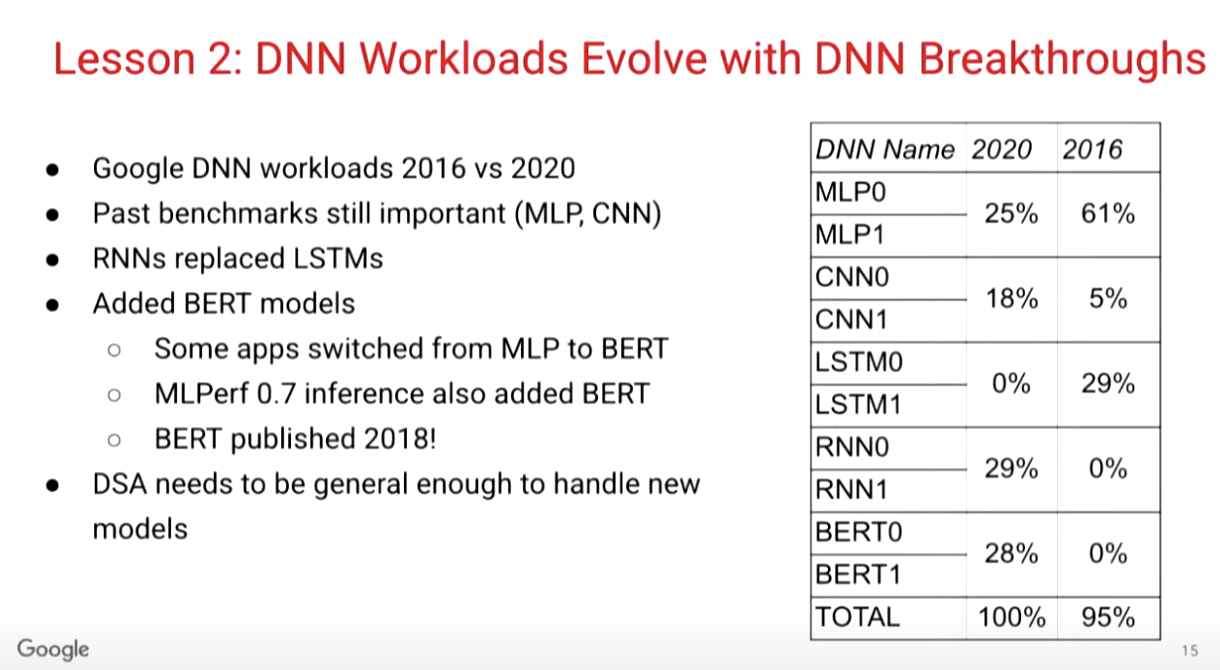 Lesson 2: DNN Workloads Evolve with DNN Breakthroughs
● Google DNN workloads 2016 vs 2020
● Past benchmarks still important (MLP, CNN)
● RNNs replaced LSTMs
● Added BERT models
○ Some apps switched from MLP to BERT
○ MLPerf 0.7 inference also added BERT
○ BERT published 2018!
● DSA needs to be general enough to handle new
models
DNN Name 2020 2016
MLP0
25% 61%
MLP1
CNN0
18% 5%
CNN1
LSTM0
0% 29%
LSTM1
RNN0
29% 0%
RNN1
BERT0
28% 0%
BERT1
TOTAL 100% 95%
Google
15